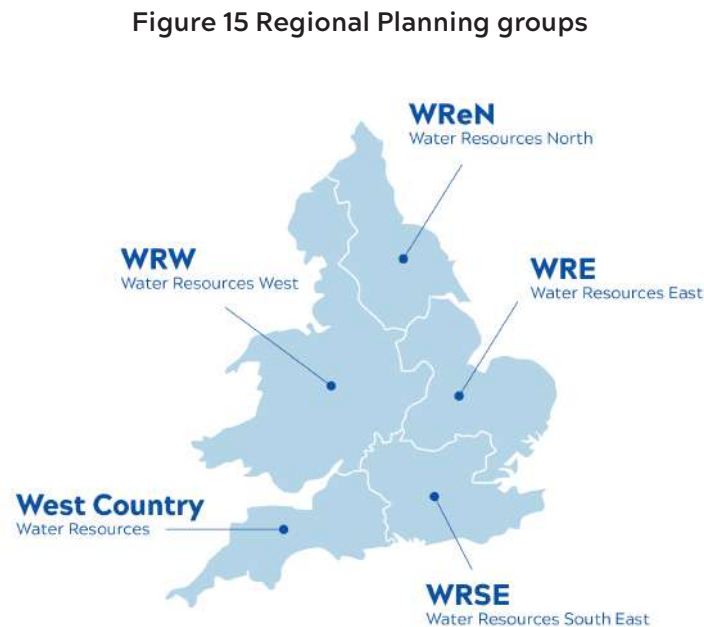 Figure 15 Regional Planning groups
WReN
Water Resources North
WRW
Water Resources West
WRE
Water Resources East
West Country
Water Resources
WRSE
Water Resources South East